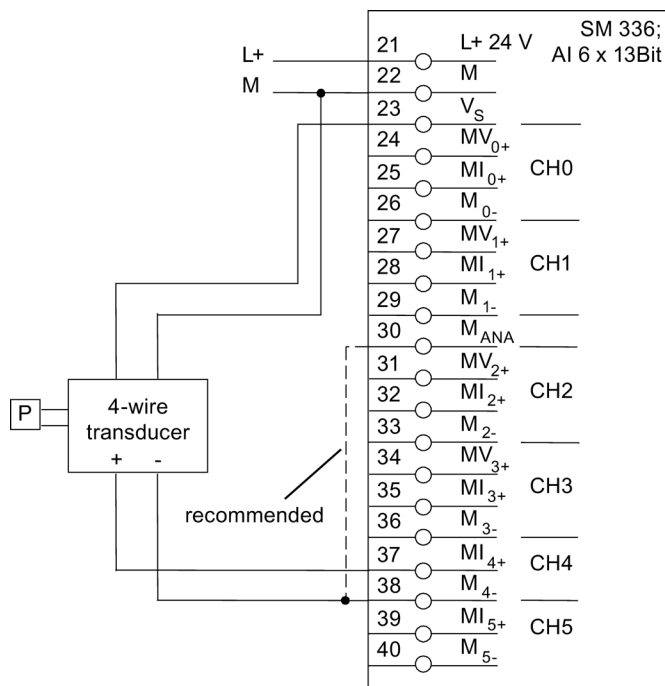 SM 336;
AI 6 x 13Bit
L+
M
21 L+ 24 V
22 M
23 VS
24 MV0+
25 MI0+
CH0
26 M0-
27 MV1+
28 MI1+
CH1
29 M1-
30 MANA
31 MV2+
32 MI2+
CH2
33 M2-
34 MV3+
35 MI3+
CH3
36 M3-
37 MI4+
CH4
38 M4-
39 MI5+
CH5
40 M5-
P
4-wire
transducer
+ -
recommended